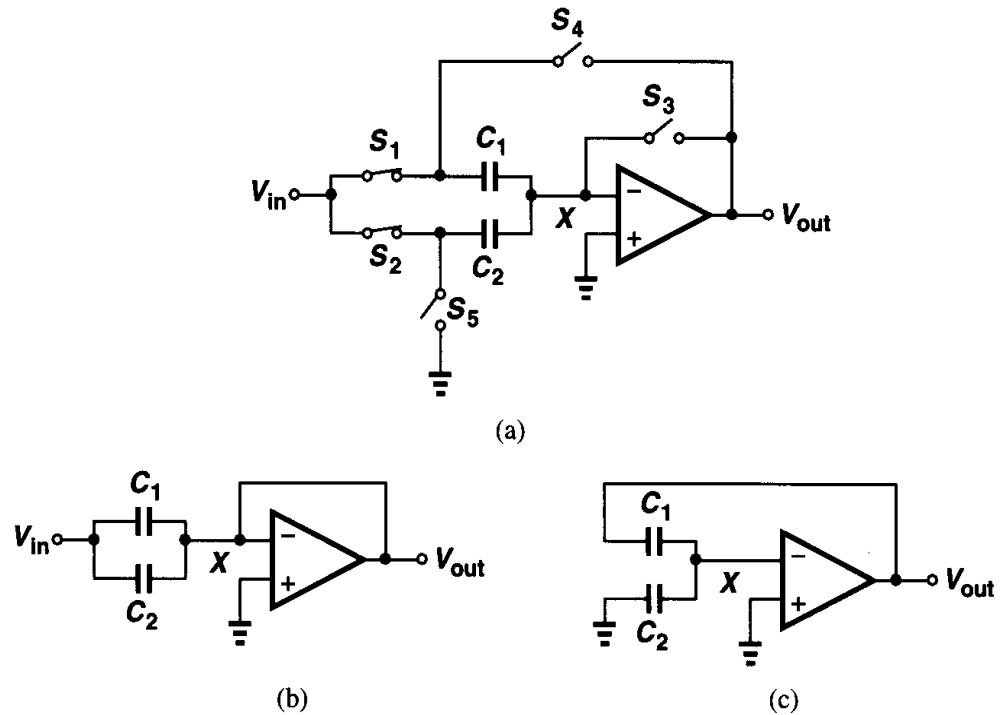 S4
S3
S1
C1
Vin
X
−
+
Vout
S2
C2
S5
(a)
C1
Vin
X
−
+
Vout
C2
(b)
C1
X
−
+
Vout
C2
(c)